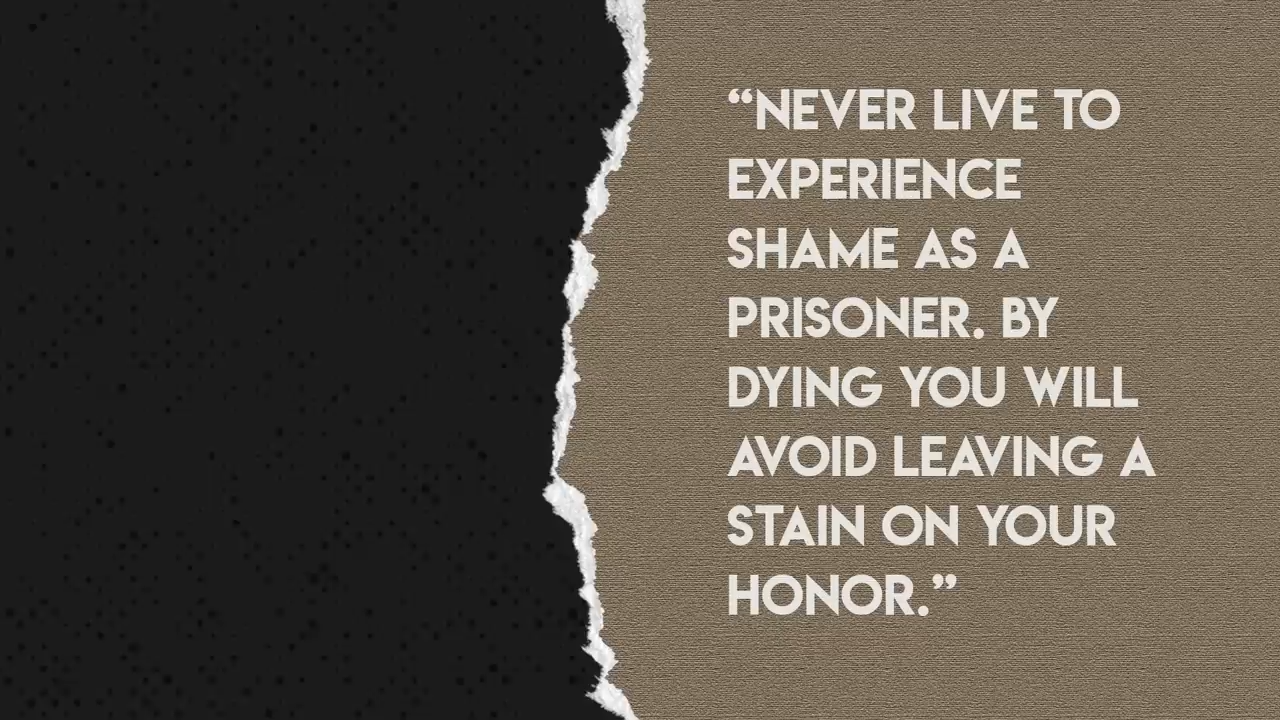 “NEVER LIVE TO
EXPERIENCE
SHAME AS A
PRISONER. BY
DYING YOU WILL
AVOID LEAVING A
STAIN ON YOUR
HONOR.”